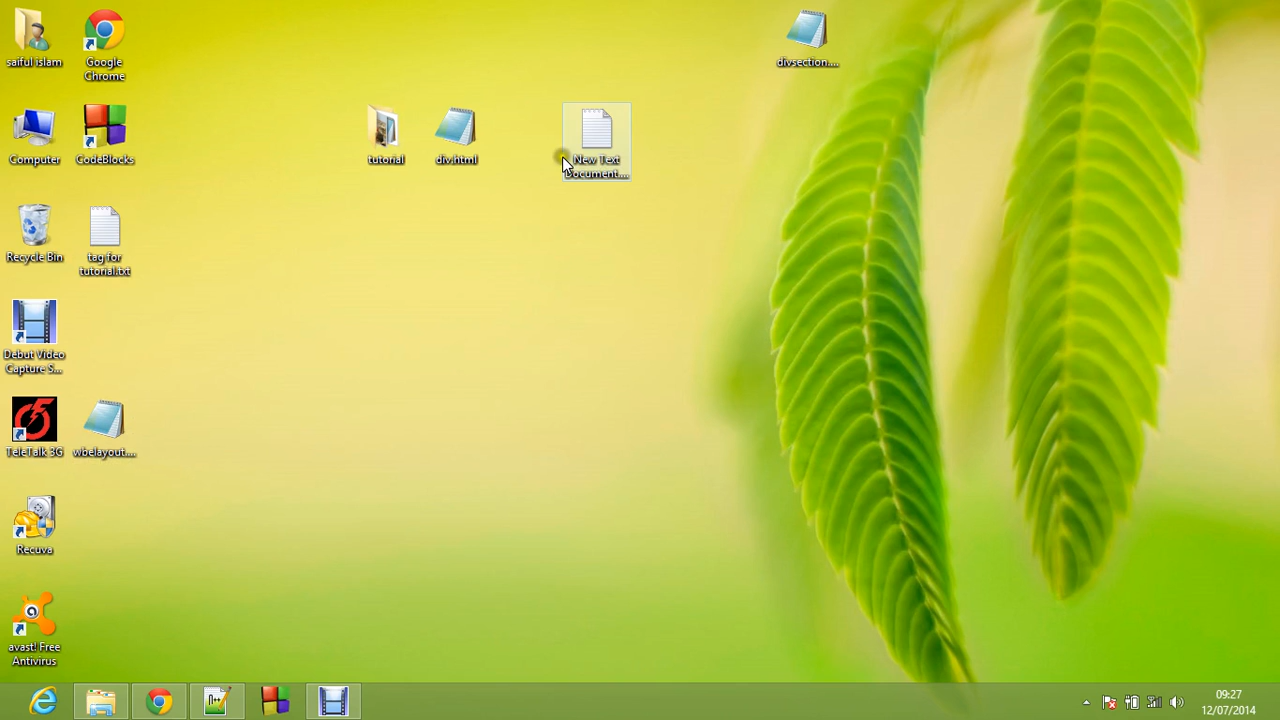 saiful islam
Google
Chrome
divsection....
Computer
CodeBlocks
tutorial
div.html
New Text
Document....
Recycle Bin
tag for
tutorial.txt
Debut Video
Capture S...
TeleTalk 3G
wbelayout....
Recuva
avast! Free
Antivirus
09:27
12/07/2014